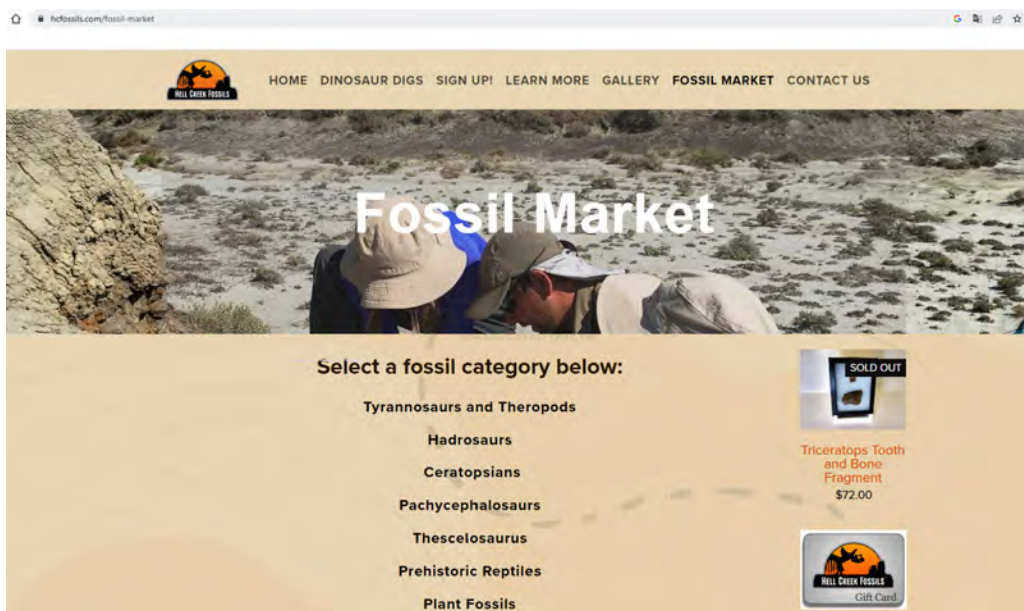 hcfossils.com/fossil-market
HELL CREEK FOSSILS
HOME DINOSAUR DIGS SIGN UP! LEARN MORE GALLERY FOSSIL MARKET CONTACT US
Fossil Market
Select a fossil category below:
Tyrannosaurs and Theropods
Hadrosaurs
Ceratopsians
Pachycephalosaurs
Thescelosaurus
Prehistoric Reptiles
Plant Fossils
SOLD OUT
Triceratops Tooth
and Bone
Fragment
$72.00
HELL CREEK FOSSILS
Gift Card